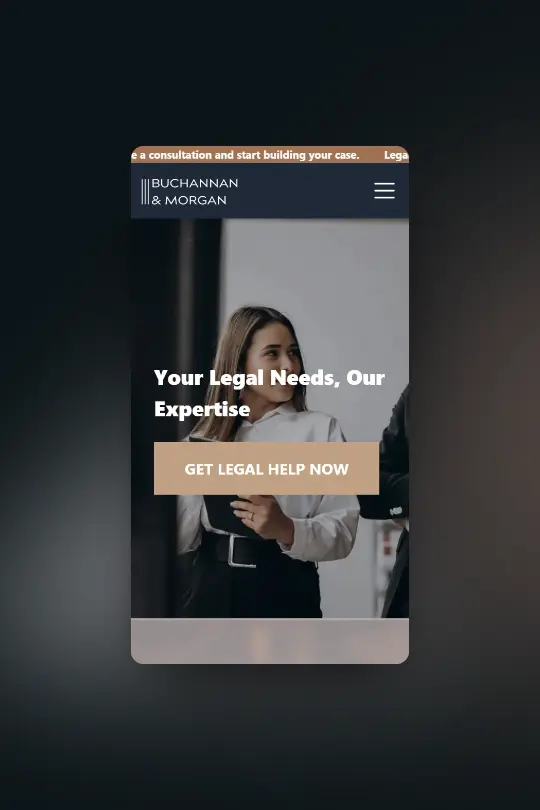 e a consultation and start building your case. Lega
BUCHANNAN
& MORGAN
Your Legal Needs, Our
Expertise
GET LEGAL HELP NOW